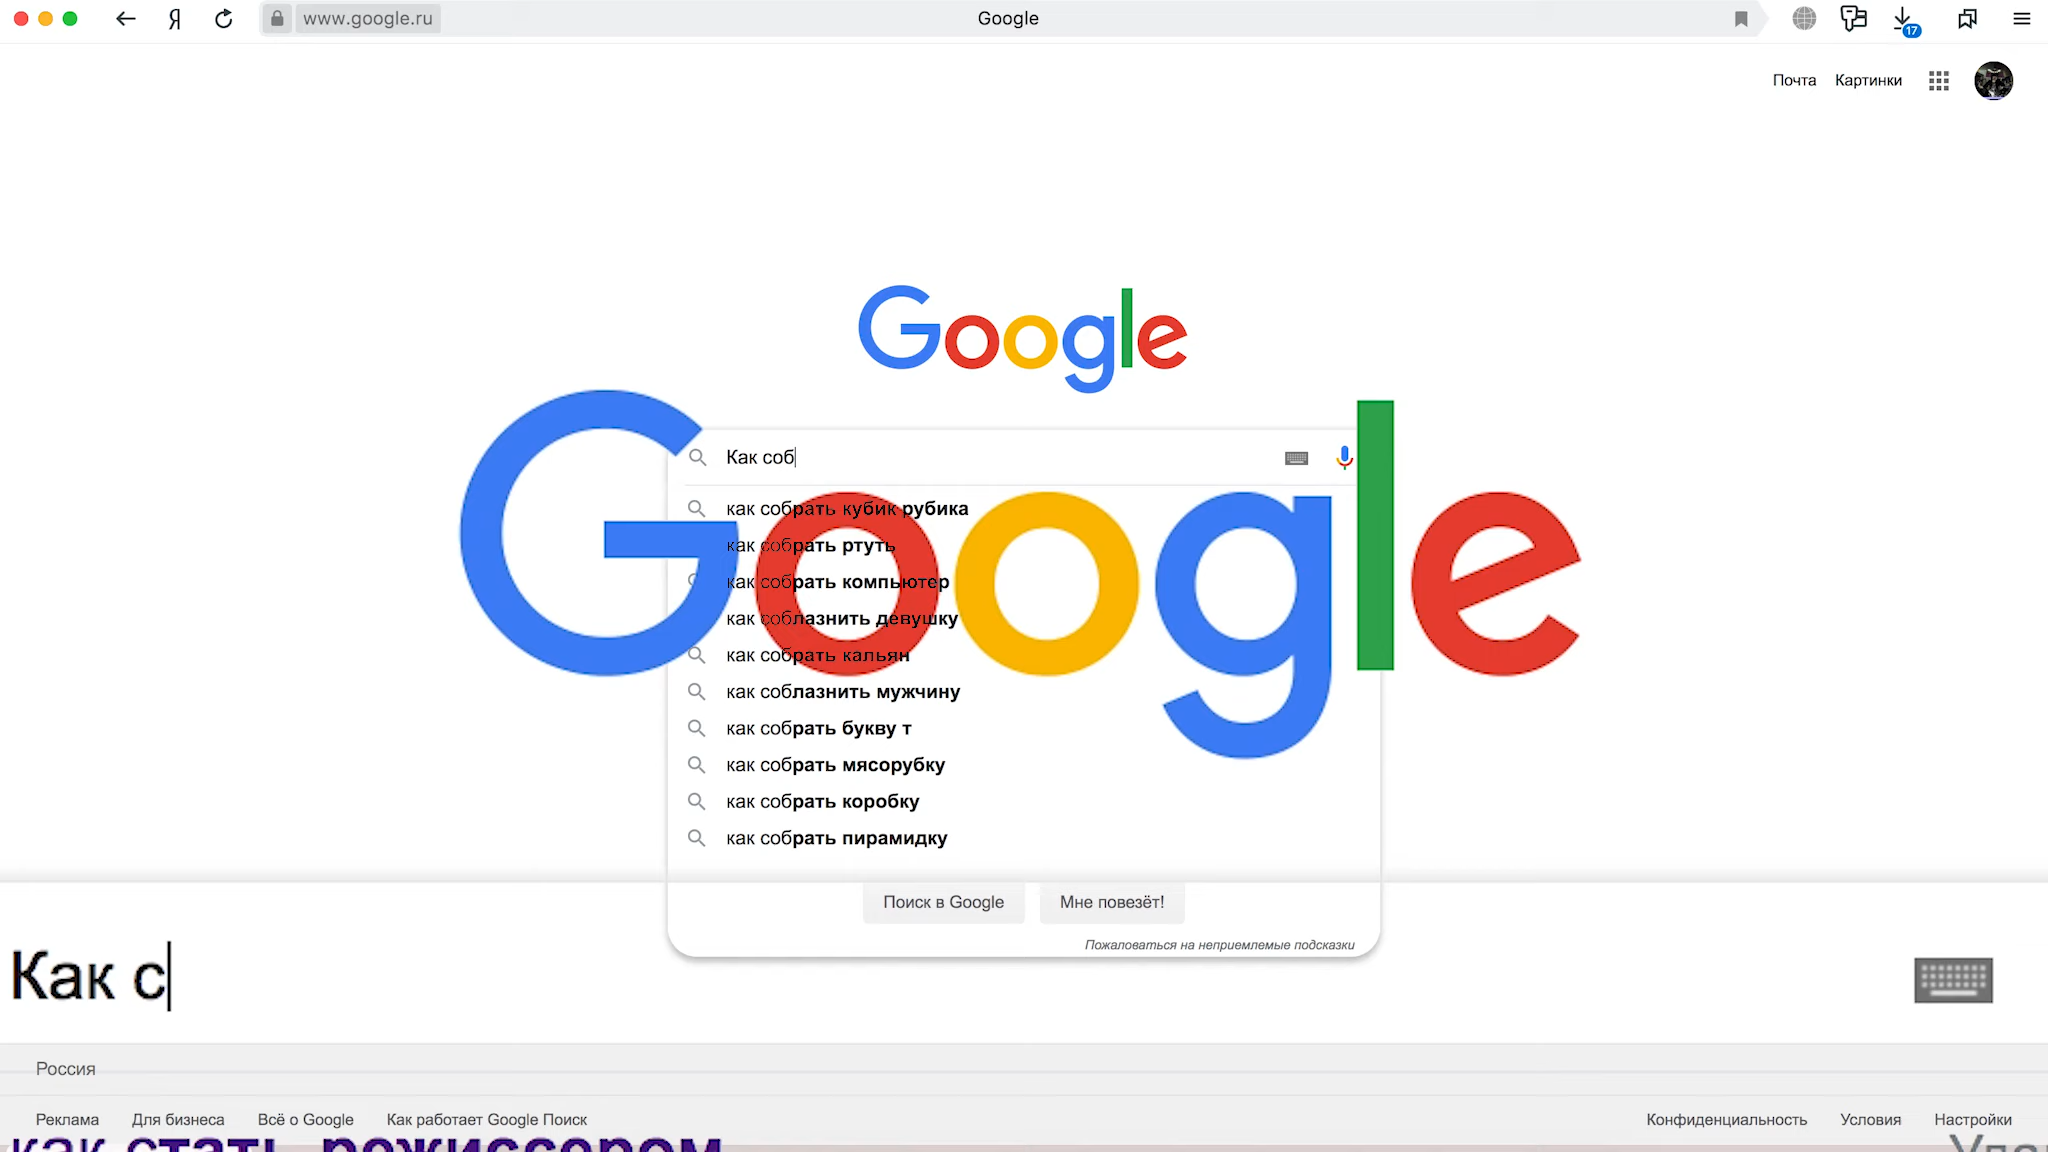 www.google.ru
Google
Почта Картинки
Google
Google
Как соб
как собрать кубик рубика
как собрать ртуть
как собрать компьютер
как соблазнить девушку
как собрать кальян
как соблазнить мужчину
как собрать букву т
как собрать мясорубку
как собрать коробку
как собрать пирамидку
Поиск в Google Мне повезёт!
Пожаловаться на неприемлемые подсказки
Как с
Россия
Реклама Для бизнеса Всё о Google Как работает Google Поиск Конфиденциальность Условия Настройки
как стать режиссером